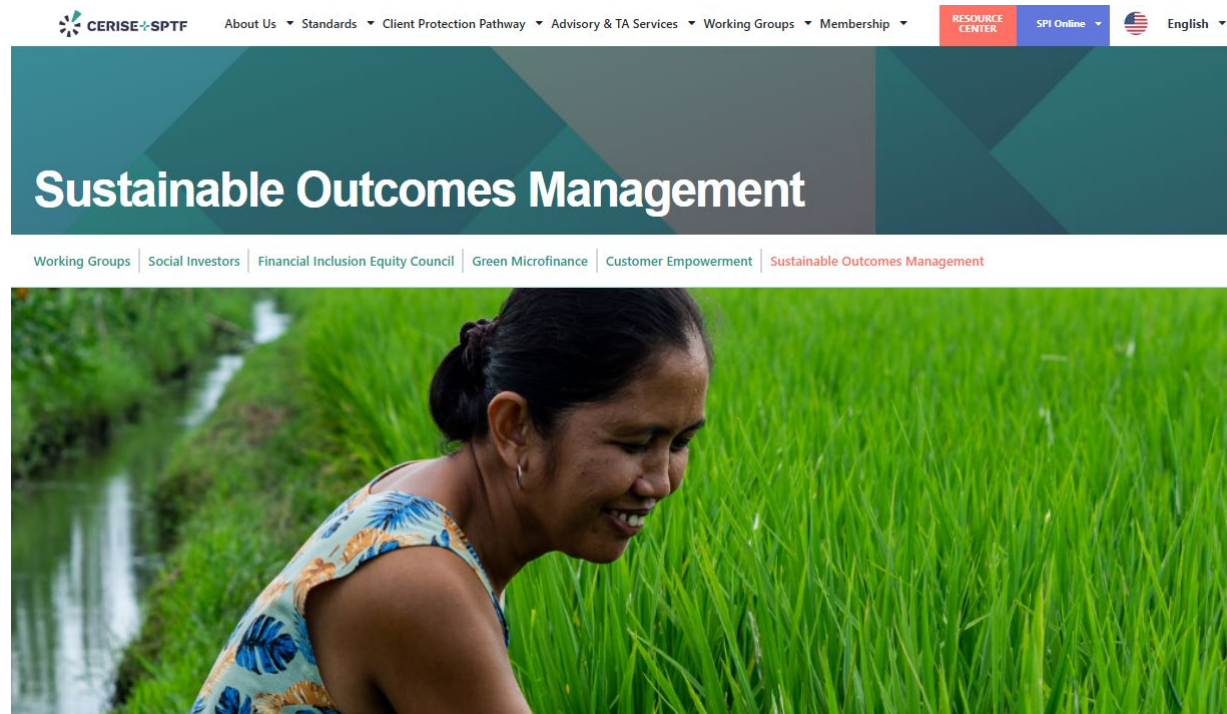 CERISE+SPTF About Us Standards Client Protection Pathway Advisory & TA Services Working Groups Membership RESOURCE CENTER SPI Online English
Sustainable Outcomes Management
Working Groups Social Investors Financial Inclusion Equity Council Green Microfinance Customer Empowerment Sustainable Outcomes Management